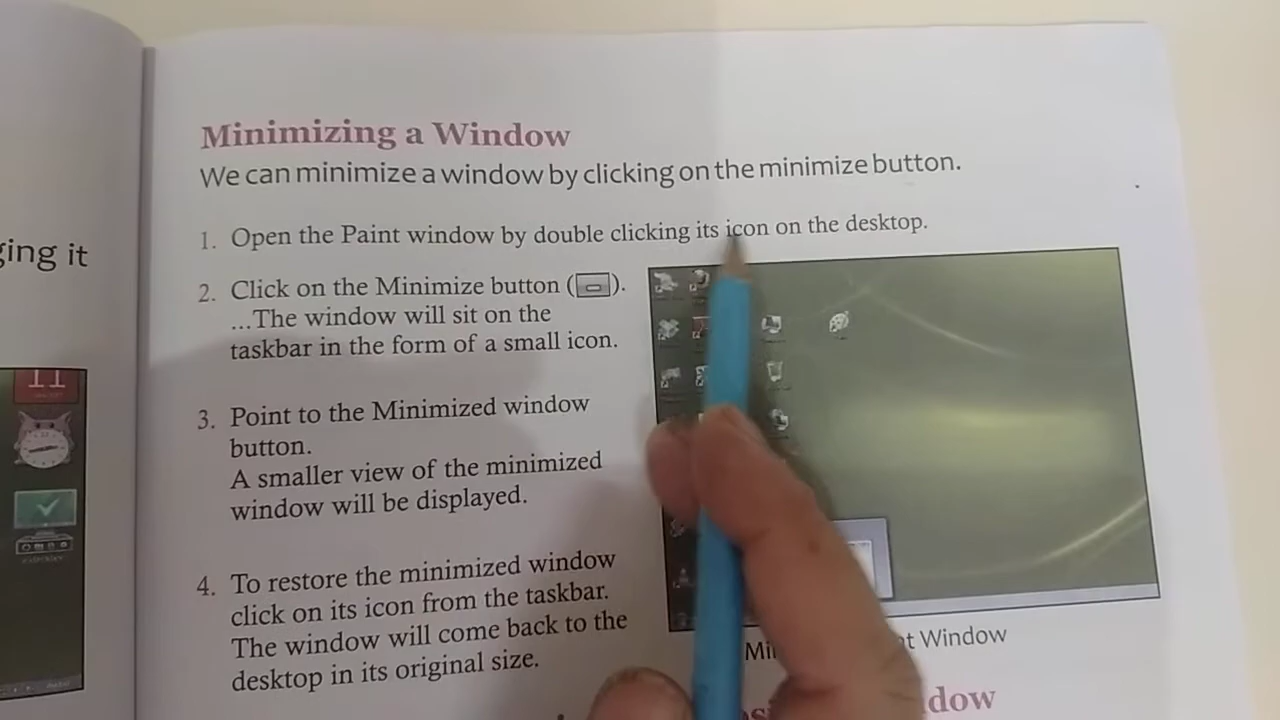 ging it
11
Minimizing a Window
We can minimize a window by clicking on the minimize button.
1. Open the Paint window by double clicking its icon on the desktop.
2. Click on the Minimize button ( ).
...The window will sit on the
taskbar in the form of a small icon.
3. Point to the Minimized window
button.
A smaller view of the minimized
window will be displayed.
4. To restore the minimized window
click on its icon from the taskbar.
The window will come back to the
desktop in its original size.
Window